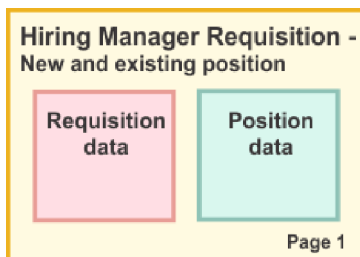 Hiring Manager Requisition -
New and existing position
Requisition
data
Position
data
Page 1